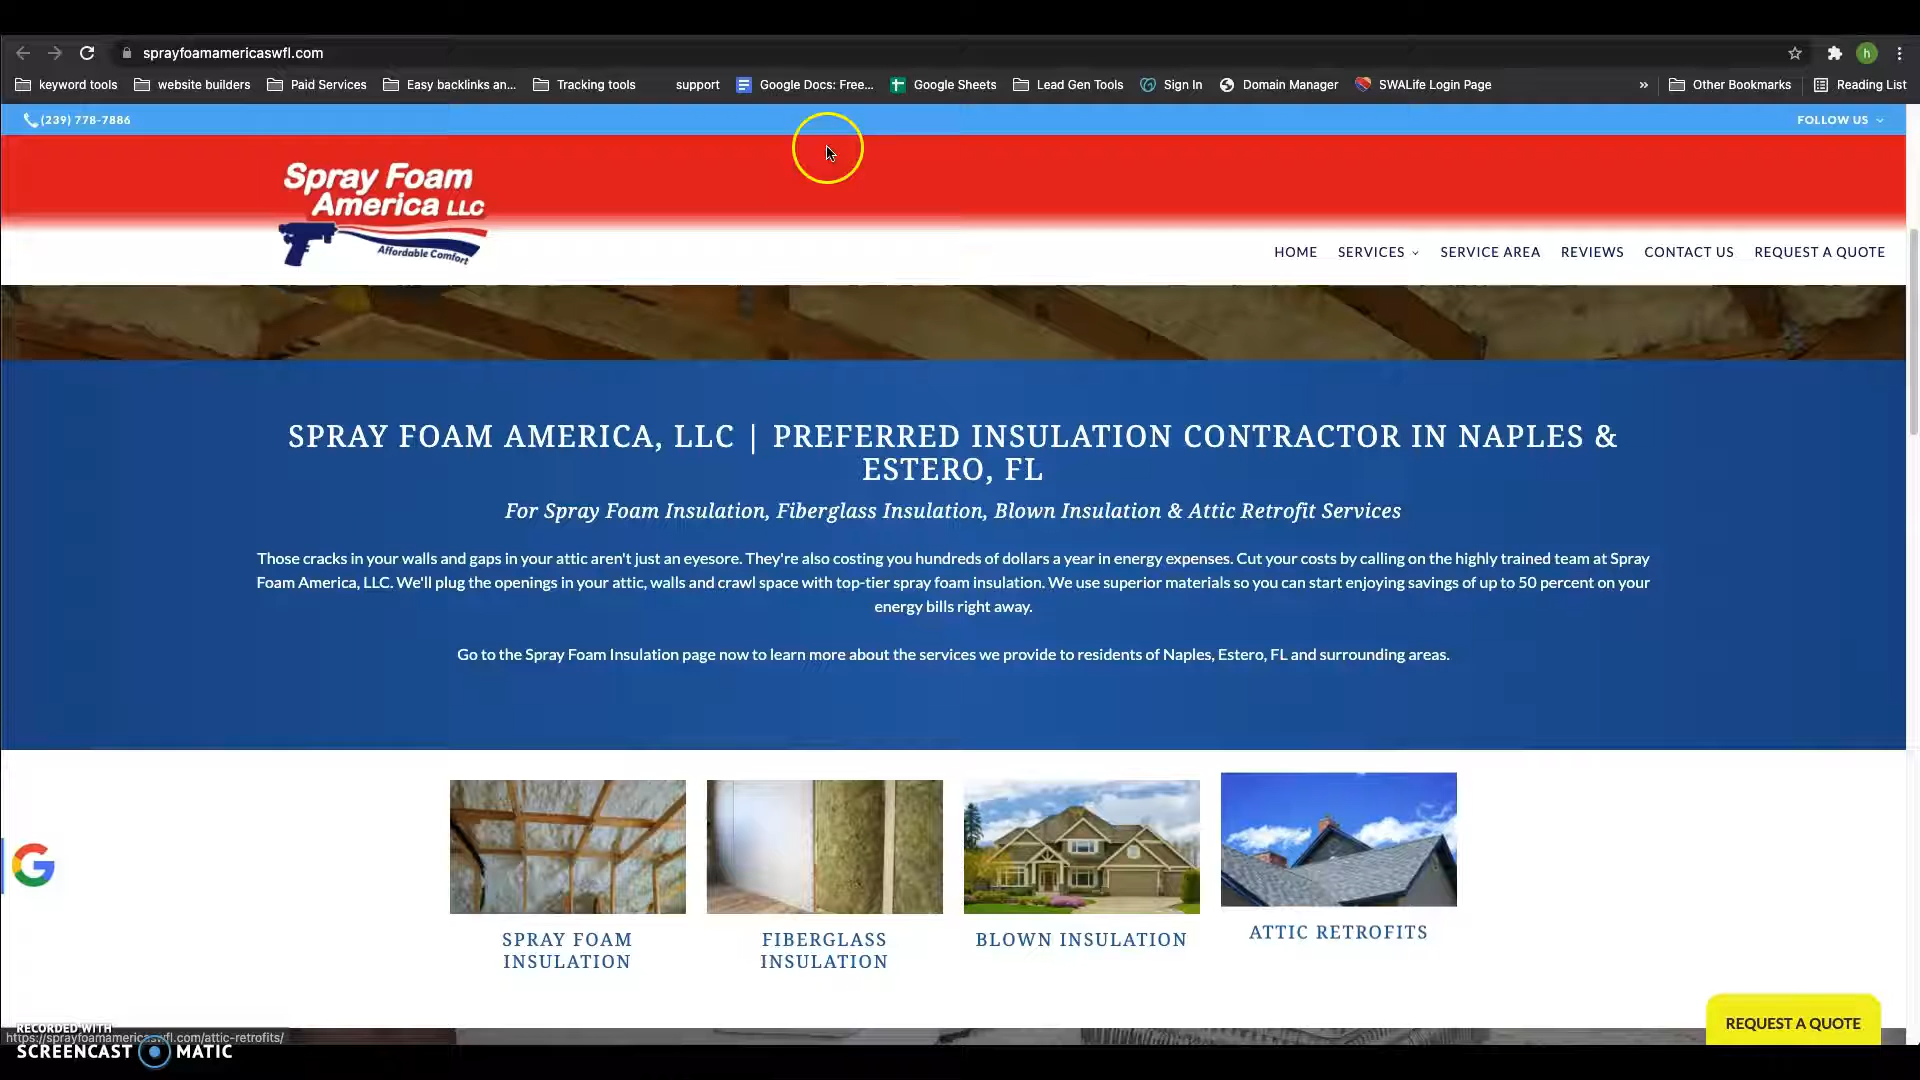 sprayfoamamericaswfl.com
h
keyword tools
website builders
Paid Services
Easy backlinks an...
Tracking tools
support
Google Docs: Free...
Google Sheets
Lead Gen Tools
Sign In
Domain Manager
SWALife Login Page
»
Other Bookmarks
Reading List
(239) 778-7886
FOLLOW US
Spray Foam
America LLC
Affordable Comfort
HOME
SERVICES
SERVICE AREA
REVIEWS
CONTACT US
REQUEST A QUOTE
SPRAY FOAM AMERICA, LLC | PREFERRED INSULATION CONTRACTOR IN NAPLES &
ESTERO, FL
For Spray Foam Insulation, Fiberglass Insulation, Blown Insulation & Attic Retrofit Services
Those cracks in your walls and gaps in your attic aren't just an eyesore. They're also costing you hundreds of dollars a year in energy expenses. Cut your costs by calling on the highly trained team at Spray
Foam America, LLC. We'll plug the openings in your attic, walls and crawl space with top-tier spray foam insulation. We use superior materials so you can start enjoying savings of up to 50 percent on your
energy bills right away.
Go to the Spray Foam Insulation page now to learn more about the services we provide to residents of Naples, Estero, FL and surrounding areas.
G
SPRAY FOAM
INSULATION
FIBERGLASS
INSULATION
BLOWN INSULATION
ATTIC RETROFITS
REQUEST A QUOTE
RECORDED WITH
https://sprayfoamamericaswfl.com/attic-retrofits/
SCREENCAST MATIC